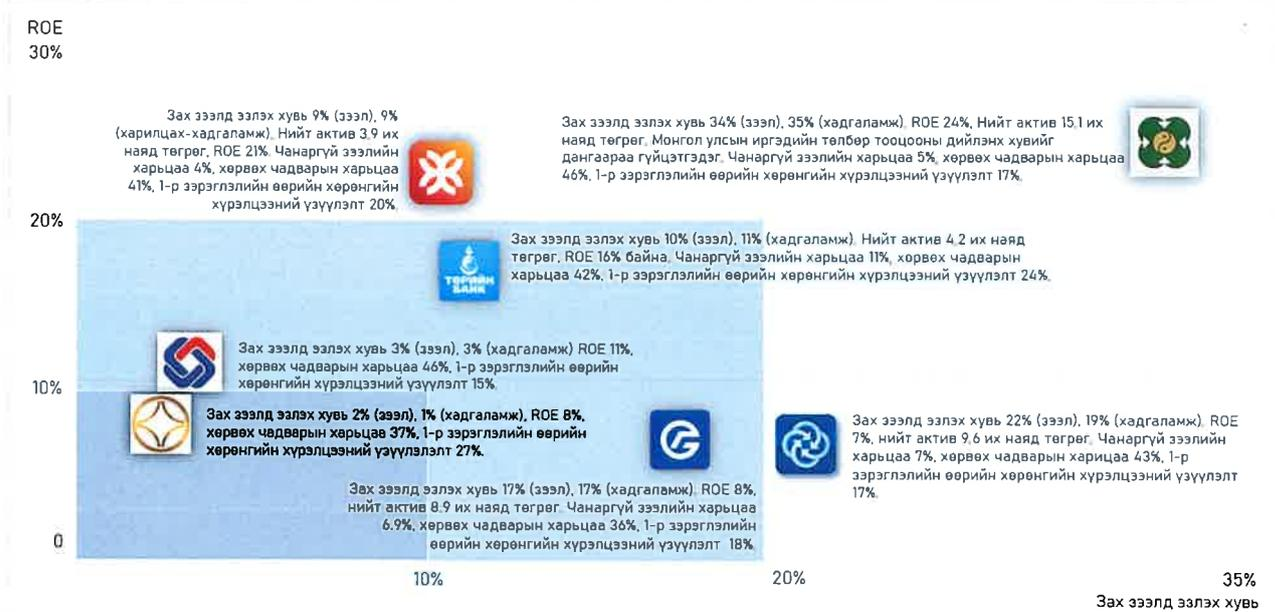 ROE
30%
Зах зээлд эзлэх хувь 9% (зээл), 9%
(харилцах-хадгаламж). Нийт актив 3.9 их
наяд төгрөг, ROE 21%. Чанаргүй зээлийн
харьцаа 4%, хөрвөх чадварын харьцаа
41%, 1-р зэрэглэлийн өөрийн хөрөнгийн
хүрэлцээний үзүүлэлт 20%.
Зах зээлд эзлэх хувь 34% (зээл), 35% (хадгаламж). ROE 24%, Нийт актив 15.1 их
наяд төгрөг. Монгол улсын иргэдийн төлбөр тооцооны дийлэнх хувийг
дангаараа гүйцэтгэдэг. Чанаргүй зээлийн харьцаа 5%, хөрвөх чадварын харьцаа
46%, 1-р зэрэглэлийн өөрийн хөрөнгийн хүрэлцээний үзүүлэлт 17%.
20%
Зах зээлд эзлэх хувь 10% (зээл), 11% (хадгаламж). Нийт актив 4.2 их наяд
төгрөг, ROE 16% байна. Чанаргүй зээлийн харьцаа 11%, хөрвөх чадварын
харьцаа 42%, 1-р зэрэглэлийн өөрийн хөрөнгийн хүрэлцээний үзүүлэлт 24%.
ТӨРИЙН
БАНК
Зах зээлд эзлэх хувь 3% (зээл), 3% (хадгаламж) ROE 11%,
хөрвөх чадварын харьцаа 46%, 1-р зэрэглэлийн өөрийн
хөрөнгийн хүрэлцээний үзүүлэлт 15%.
10%
Зах зээлд эзлэх хувь 2% (зээл), 1% (хадгаламж), ROE 8%,
хөрвөх чадварын харьцаа 37%, 1-р зэрэглэлийн өөрийн
хөрөнгийн хүрэлцээний үзүүлэлэлт 27%.
Зах зээлд эзлэх хувь 22% (зээл), 19% (хадгаламж). ROE
7%, нийт актив 9.6 их наяд төгрөг. Чанаргүй зээлийн
харьцаа 7%, хөрвөх чадварын харицаа 43%, 1-р
зэрэглэлийн өөрийн хөрөнгийн хүрэлцээний үзүүлэлт
17%.
Зах зээлд эзлэх хувь 17% (зээл), 17% (хадгаламж). ROE 8%,
нийт актив 8.9 их наяд төгрөг. Чанаргүй зээлийн харьцаа
6.9%, хөрвөх чадварын харьцаа 36%, 1-р зэрэглэлийн
өөрийн хөрөнгийн хүрэлцээний үзүүлэлт 18%.
0
10%
20%
35%
Зах зээлд эзлэх хувь